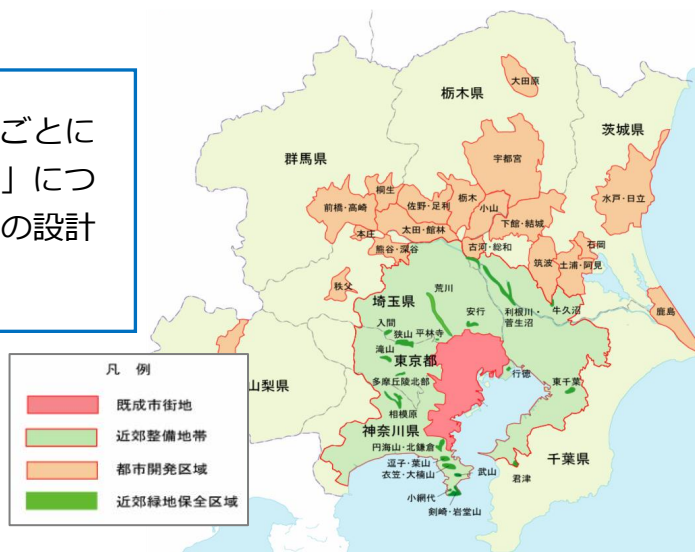 ごとに
」につ
の設計
栃木県
大田原
茨城県
群馬県
宇都宮
水戸・日立
桐生
前橋・高崎
佐野・足利
栃木
小山
本庄
太田・館林
下館・結城
熊谷・深谷
古河・総和
石岡
筑波
土浦・阿見
秩父
荒川
埼玉県
利根川・
菅生沼
牛久沼
鹿島
安行
入間
狭山
平林寺
滝山
東京都
行徳
東千葉
多摩丘陵北部
相模原
神奈川県
円海山・北鎌倉
千葉県
逗子・葉山
武山
衣笠・大楠山
君津
小網代
剣崎・岩堂山
山梨県
凡 例
既成市街地
近郊整備地帯
都市開発区域
近郊緑地保全区域